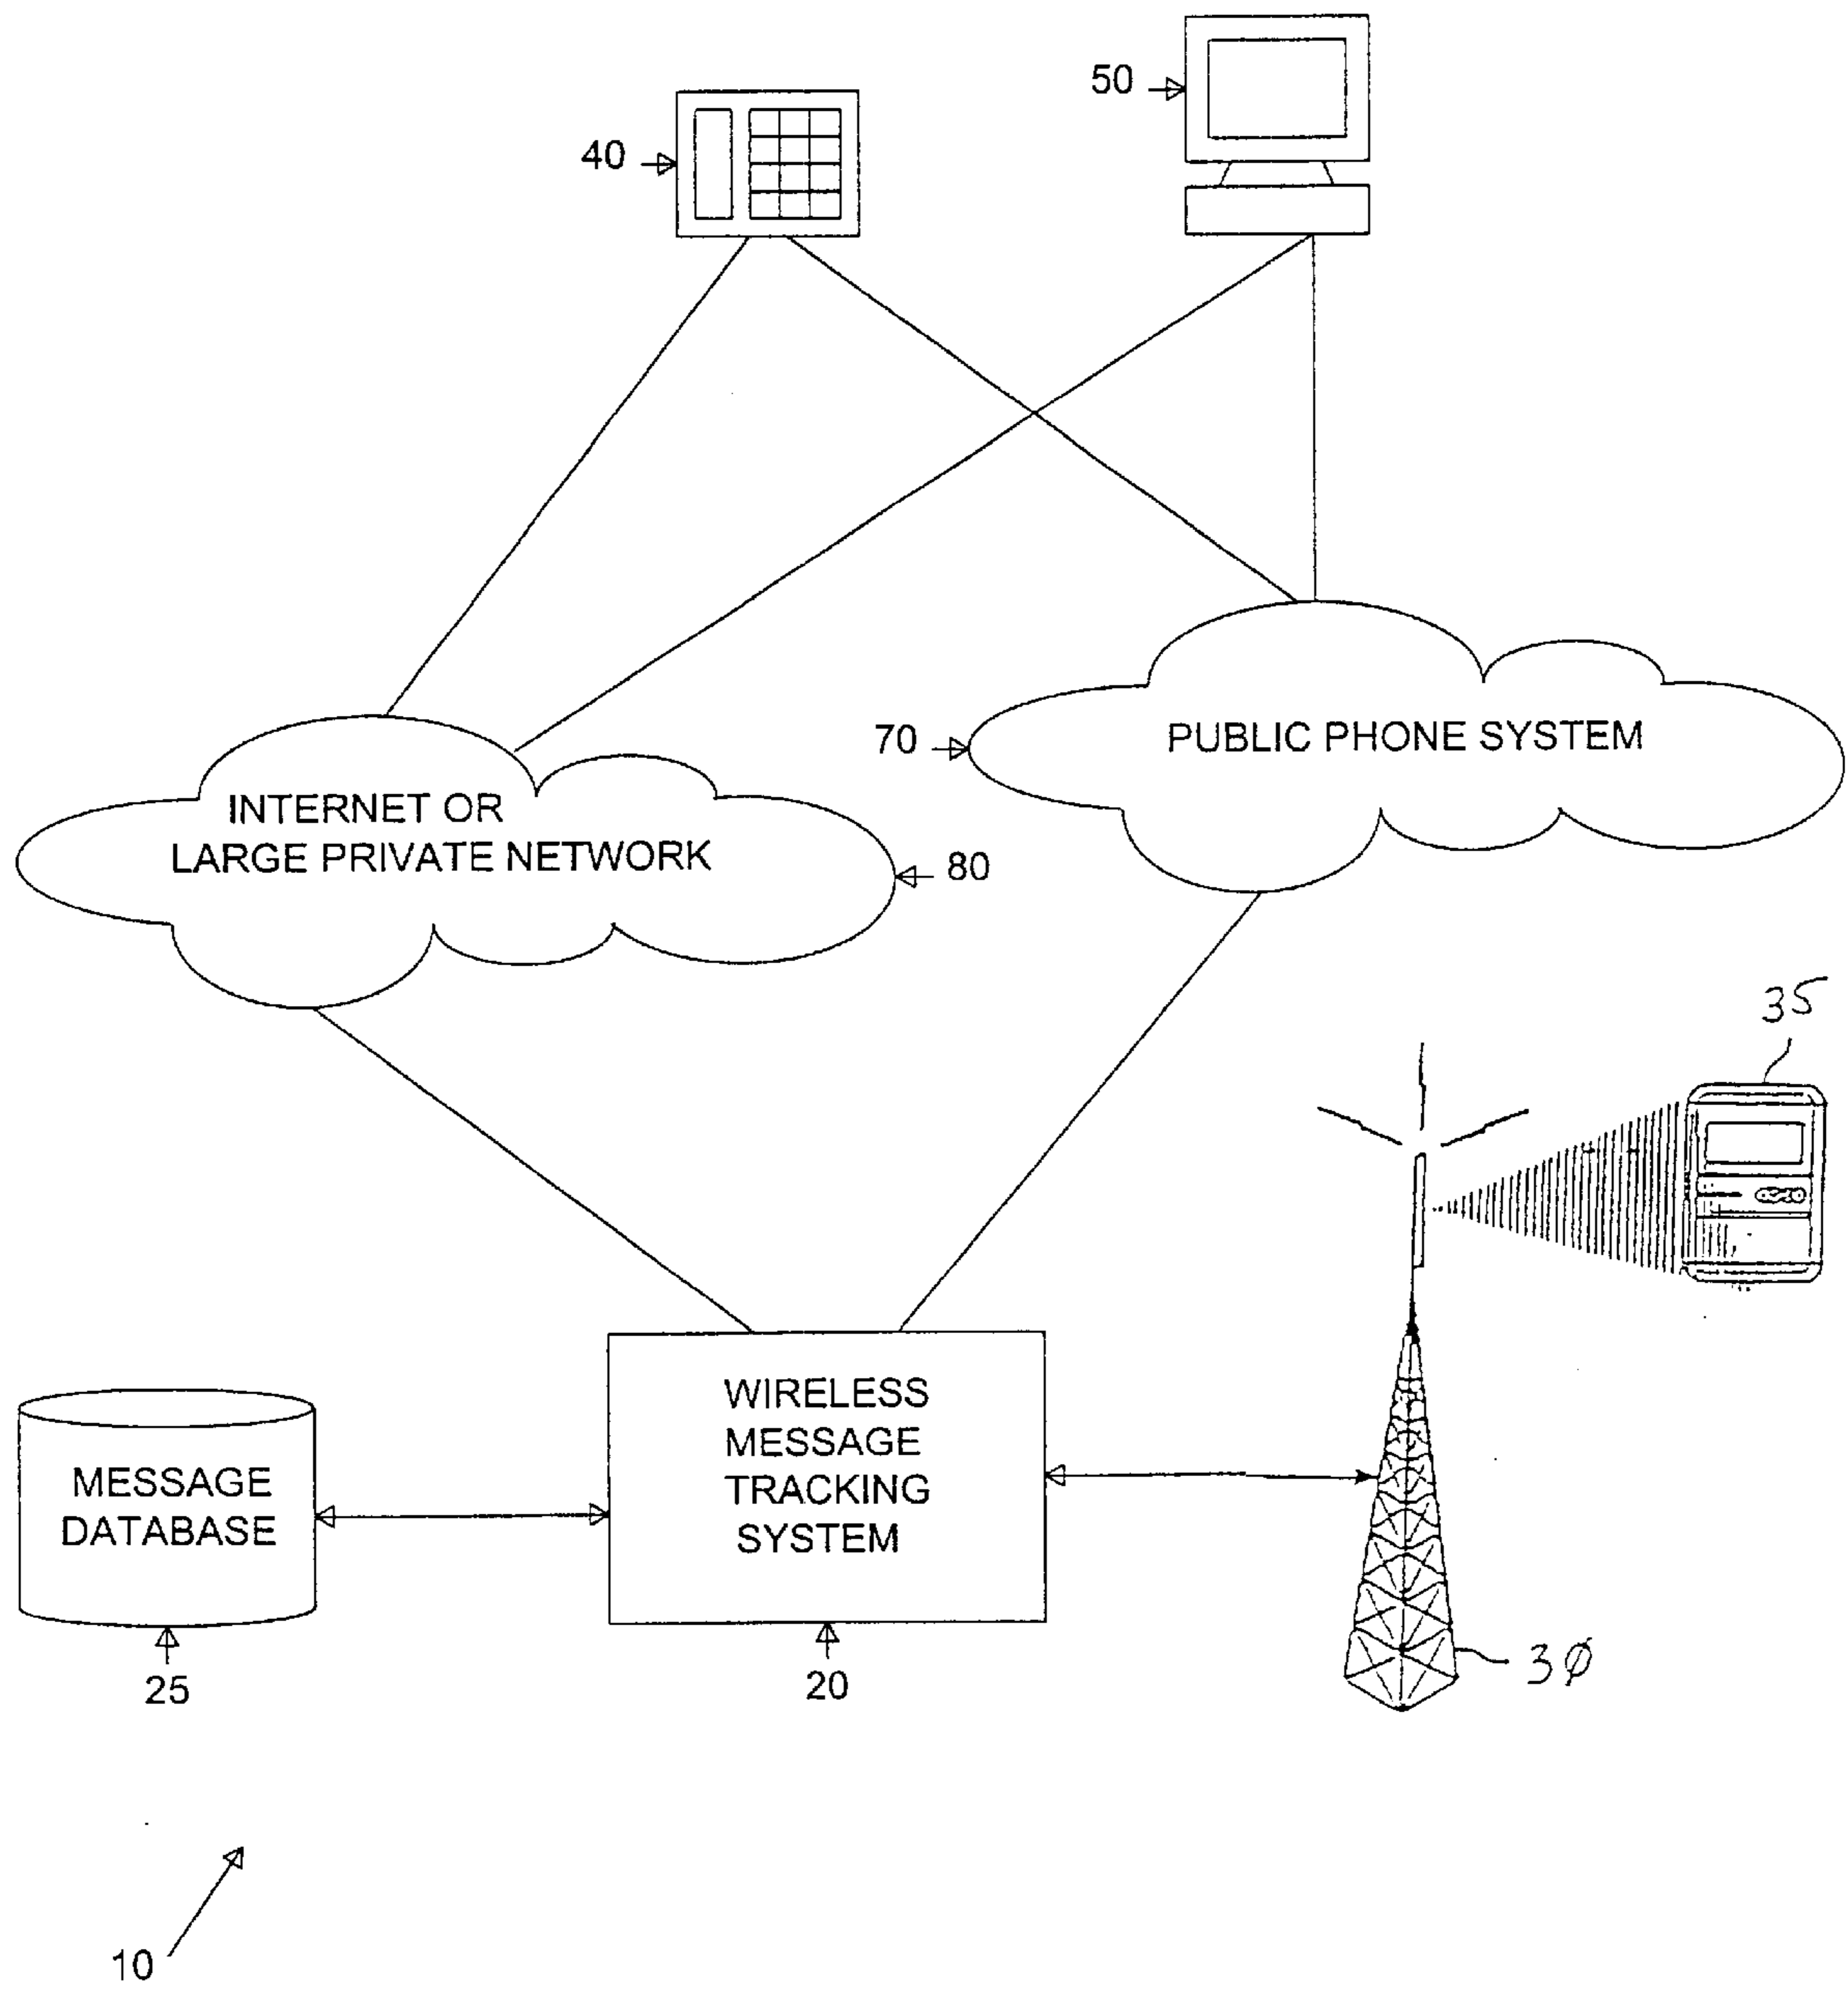 50
40
PUBLIC PHONE SYSTEM
70
INTERNET OR
LARGE PRIVATE NETWORK
80
35
WIRELESS
MESSAGE
TRACKING
SYSTEM
MESSAGE
DATABASE
25
20
3Ø
10